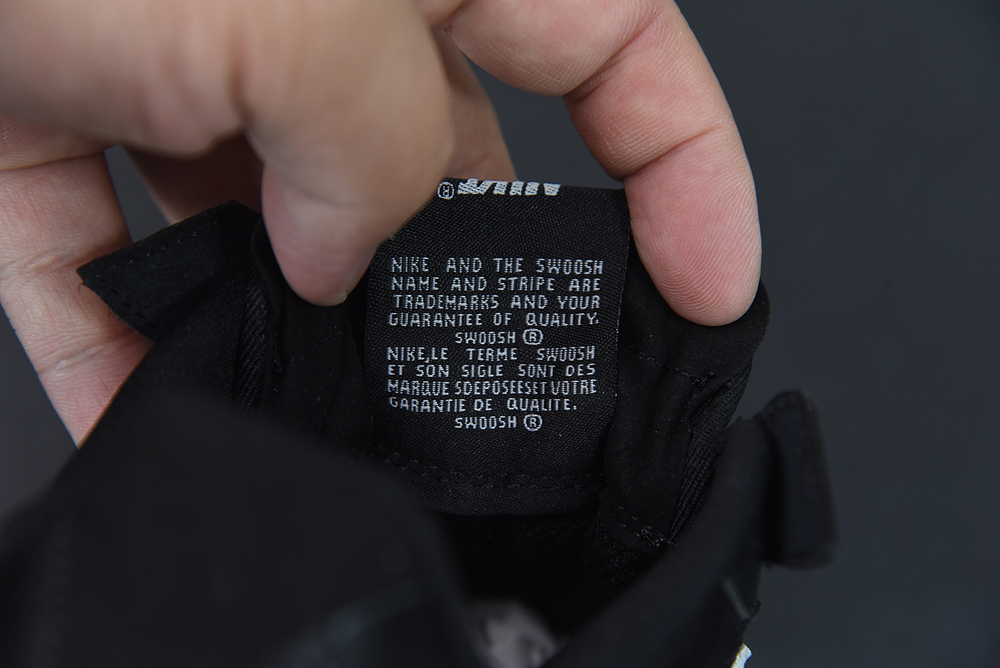 ®
NIKE AND THE SWOOSH
NAME AND STRIPE ARE
TRADEMARKS AND YOUR
GUARANTEE OF QUALITY.
SWOOSH ®
NIKE,LE TERME SWOOSH
ET SON SIGLE SONT DES
MARQUE SDEPOSEESET VOTRE
GARANTIE DE QUALITE.
SWOOSH ®